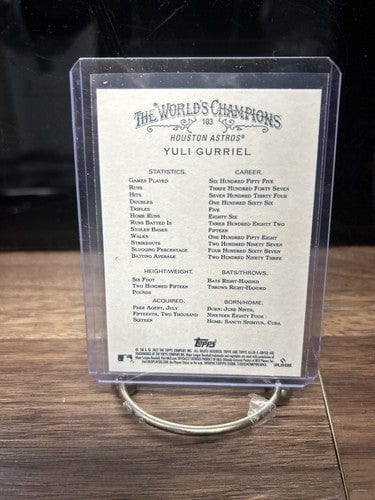 The World's Champions
103
Houston Astros®
YULI GURRIEL
STATISTICS. CAREER.
Games Played Six Hundred Fifty Five
Runs Three Hundred Forty Seven
Hits Seven Hundred Thirty Four
Doubles One Hundred Sixty Six
Triples Five
Home Runs Eighty Six
Runs Batted In Three Hundred Eighty Two
Stolen Bases Fifteen
Walks One Hundred Fifty Eight
Strikeouts Two Hundred Ninety Seven
Slugging Percentage Four Hundred Sixty Seven
Batting Average Two Hundred Ninety Three
HEIGHT/WEIGHT. BATS/THROWS.
Six Foot Bats Right-Handed
Two Hundred Fifteen Throws Right-Handed
Pounds
ACQUIRED. BORN/HOME.
Free Agent, July Born: June Ninth,
Fifteenth, Two Thousand Nineteen Eighty Four
Sixteen Home: Sancti Spiritus, Cuba
Topps